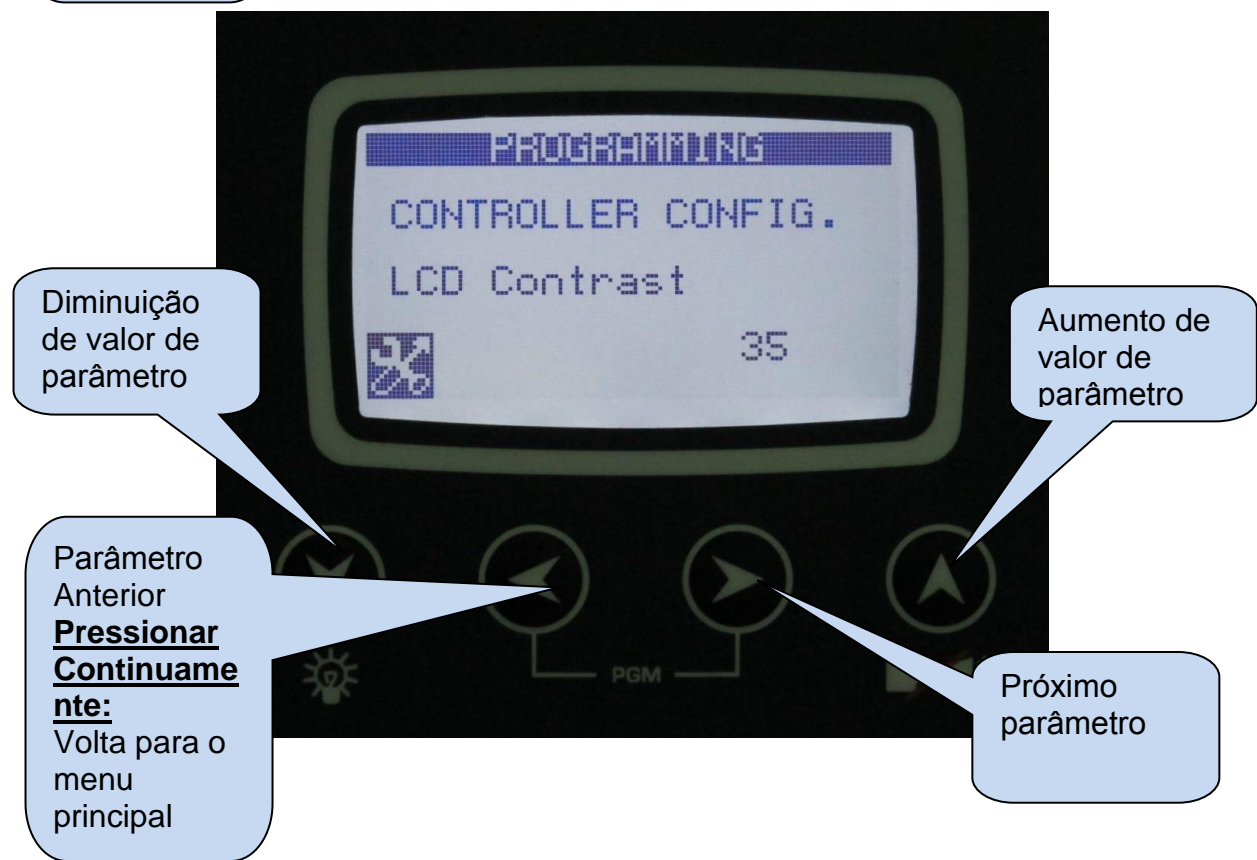 PROGRAMMING
CONTROLLER CONFIG.
LCD Contrast
35
Diminuição
de valor de
parâmetro
Aumento de
valor de
parâmetro
Parâmetro
Anterior
Pressionar
Continuame
nte:
Volta para o
menu
principal
PGM
Próximo
parâmetro